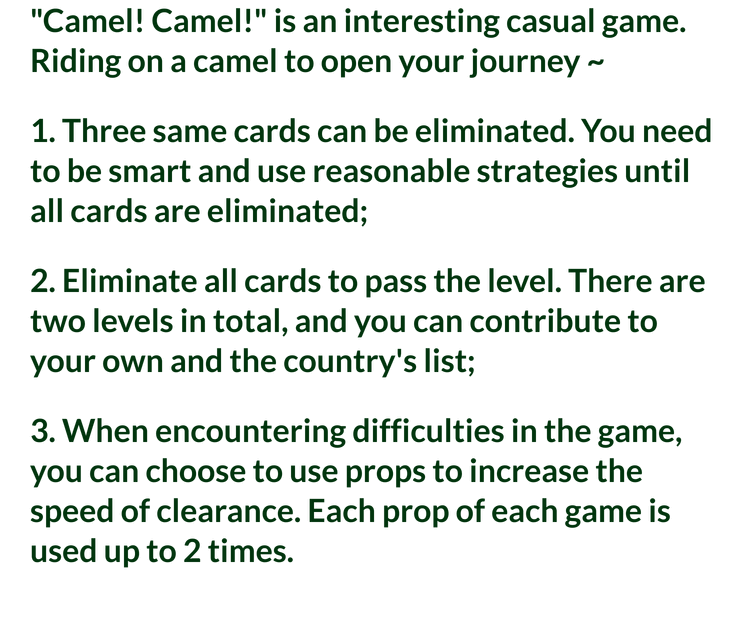 "Camel! Camel!" is an interesting casual game.
Riding on a camel to open your journey ~
1. Three same cards can be eliminated. You need
to be smart and use reasonable strategies until
all cards are eliminated;
2. Eliminate all cards to pass the level. There are
two levels in total, and you can contribute to
your own and the country's list;
3. When encountering difficulties in the game,
you can choose to use props to increase the
speed of clearance. Each prop of each game is
used up to 2 times.